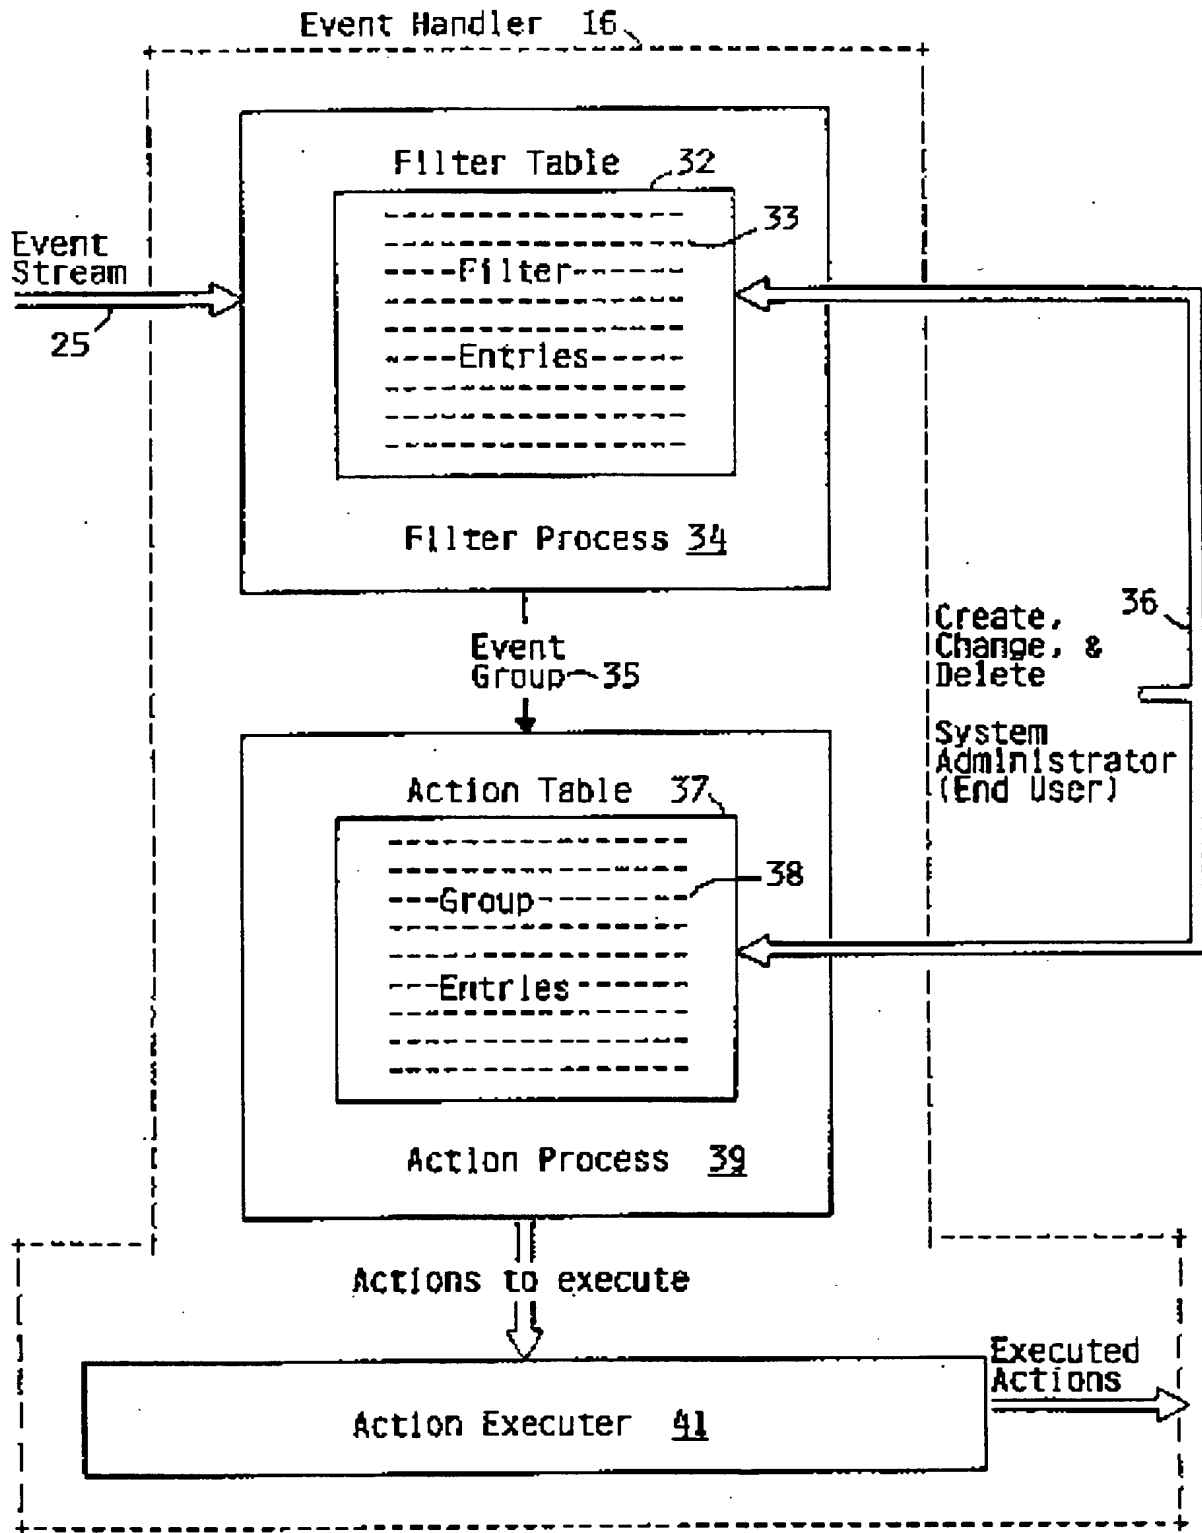 Event Handler 16
Filter Table 32
33
Filter
Entries
Event
Stream
25
Filter Process 34
Event
Group 35
Create,
Change, &
Delete
36
System
Administrator
(End User)
Action Table 37
38
Group
Entries
Action Process 39
Actions to execute
Executed
Actions
Action Executer 41